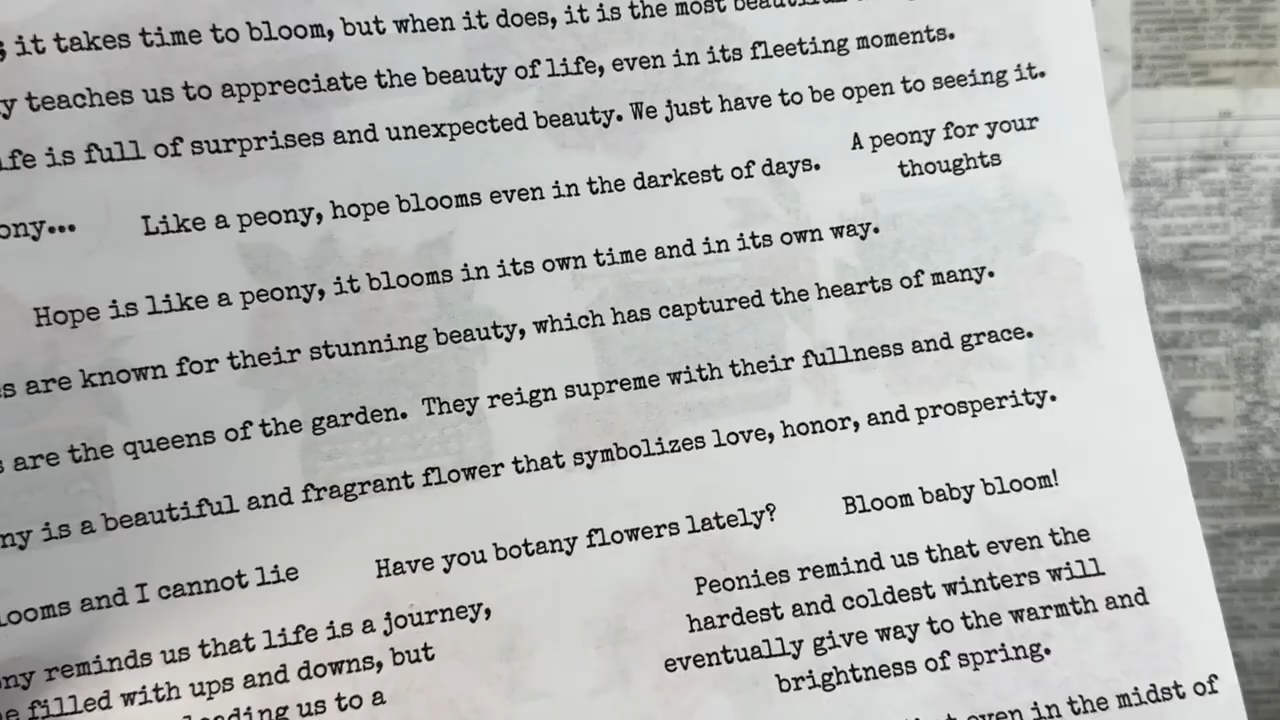 it takes time to bloom, but when it does, it is the most
teaches us to appreciate the beauty of life, even in its fleeting moments.
is full of surprises and unexpected beauty. We just have to be open to seeing it.
Like a peony, hope blooms even in the darkest of days.
A peony for your
thoughts
Hope is like a peony, it blooms in its own time and in its own way.
are known for their stunning beauty, which has captured the hearts of many.
are the queens of the garden. They reign supreme with their fullness and grace.
is a beautiful and fragrant flower that symbolizes love, honor, and prosperity.
and I cannot lie
Have you botany flowers lately?
Bloom baby bloom!
reminds us that life is a journey,
filled with ups and downs, but
us to a
Peonies remind us that even the
hardest and coldest winters will
eventually give way to the warmth and
brightness of spring.
even in the midst of